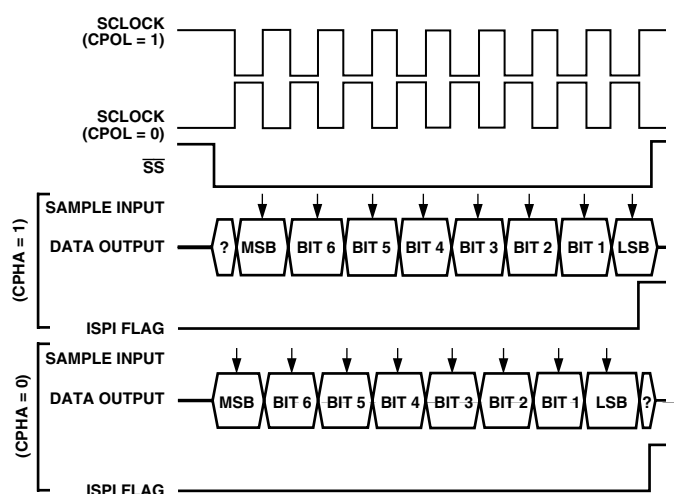 SCLOCK
(CPOL = 1)
SCLOCK
(CPOL = 0)
SS
(CPHA = 1)
SAMPLE INPUT
DATA OUTPUT
? MSB BIT 6 BIT 5 BIT 4 BIT 3 BIT 2 BIT 1 LSB
ISPI FLAG
(CPHA = 0)
SAMPLE INPUT
DATA OUTPUT
MSB BIT 6 BIT 5 BIT 4 BIT 3 BIT 2 BIT 1 LSB ?
ISPI FLAG